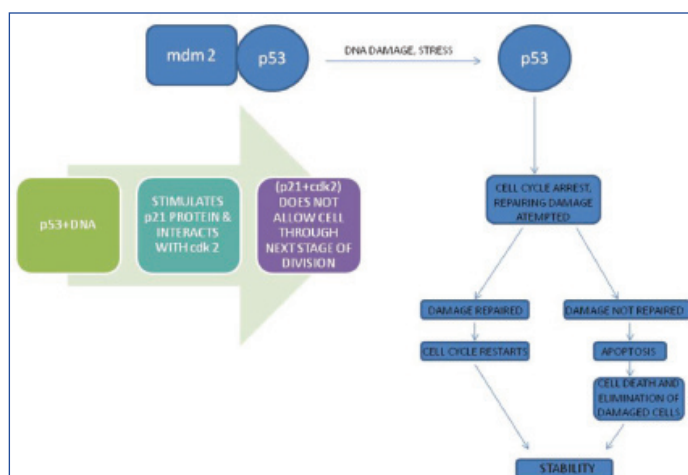 mdm 2
p53
DNA DAMAGE, STRESS
p53
p53+DNA
STIMULATES
p21 PROTEIN &
INTERACTS
WITH cdk 2
(p21+cdk2)
DOES NOT
ALLOW CELL
THROUGH
NEXT STAGE OF
DIVISION
CELL CYCLE ARREST,
REPAIRING DAMAGE
ATEMPTED
DAMAGE REPAIRED
DAMAGE NOT REPAIRED
CELL CYCLE RESTARTS
APOPTOSIS
CELL DEATH AND
ELIMINATION OF
DAMAGED CELLS
STABILITY